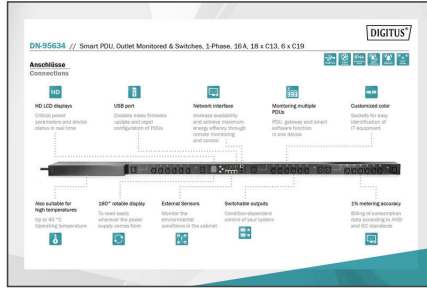 DIGITUS®
DN-95634 // Smart PDU, Outlet Monitored & Switches, 1-Phase, 16 A, 18 x C13, 6 x C19
Anschlüsse
Connections
HD
HD LCD displays
Critical power
parameters and device
status in real time
USB port
Enable mass firmware
update and rapid
configuration of PDUs
Network interface
Increase availability
and achieve maximum
energy efficacy through
remote monitoring
and control
Monitoring multiple
PDUs
PDU, gateway and smart
software function
in one device
Customized color
Sockets for easy
identification of
IT equipment
Also suitable for
high temperatures
Up to 45 °C
Operating temperature
180° rotable display
To read easily
wherever the power
supply comes from
External Sensors
Monitor the
environmental
conditions in the cabinet
Switchable outputs
Condition-dependent
control of your system
1% metering accuracy
Billing of consumption
data according to ANSI
and IEC standards